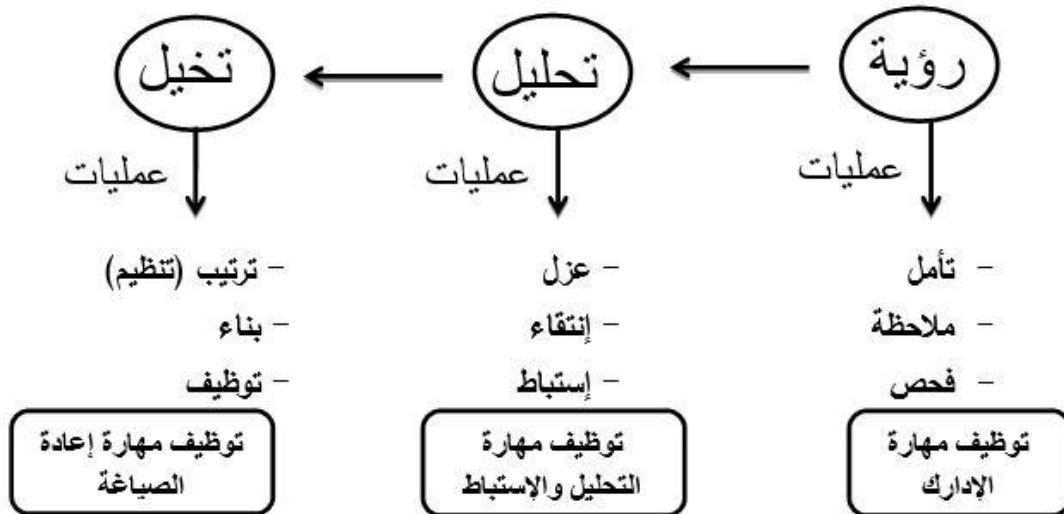 رؤية
تحليل
تخيل
عمليات
عمليات
عمليات
- تأمل
- ملاحظة
- فحص
- عزل
- إنتقاء
- إستباط
- ترتيب (تنظيم)
- بناء
- توظيف
توظيف مهارة
الإدارك
توظيف مهارة
التحليل والإستباط
توظيف مهارة إعادة
الصياغة